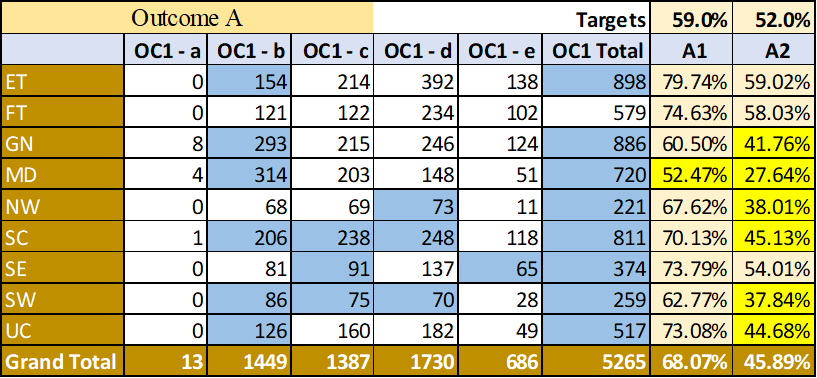 Outcome A Targets 59.0% 52.0%
OC1 - a OC1 - b OC1 - c OC1 - d OC1 - e OC1 Total A1 A2
ET 0 154 214 392 138 898 79.74% 59.02%
FT 0 121 122 234 102 579 74.63% 58.03%
GN 8 293 215 246 124 886 60.50% 41.76%
MD 4 314 203 148 51 720 52.47% 27.64%
NW 0 68 69 73 11 221 67.62% 38.01%
SC 1 206 238 248 118 811 70.13% 45.13%
SE 0 81 91 137 65 374 73.79% 54.01%
SW 0 86 75 70 28 259 62.77% 37.84%
UC 0 126 160 182 49 517 73.08% 44.68%
Grand Total 13 1449 1387 1730 686 5265 68.07% 45.89%